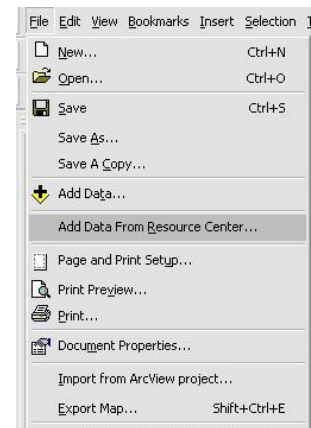 File Edit View Bookmarks Insert Selection
New... Ctrl+N
Open... Ctrl+O
Save Ctrl+S
Save As...
Save A Copy...
Add Data...
Add Data From Resource Center...
Page and Print Setup...
Print Preview...
Print...
Document Properties...
Import from ArcView project...
Export Map... Shift+Ctrl+E